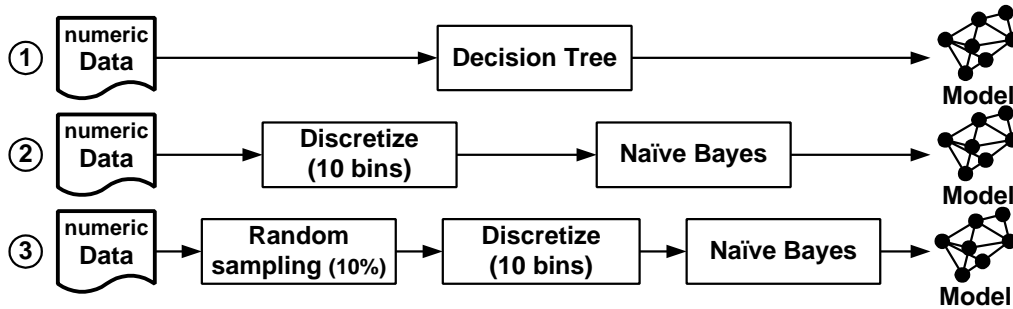 1
numeric
Data
Decision Tree
Model
2
numeric
Data
Discretize
(10 bins)
Naïve Bayes
Model
3
numeric
Data
Random
sampling (10%)
Discretize
(10 bins)
Naïve Bayes
Model